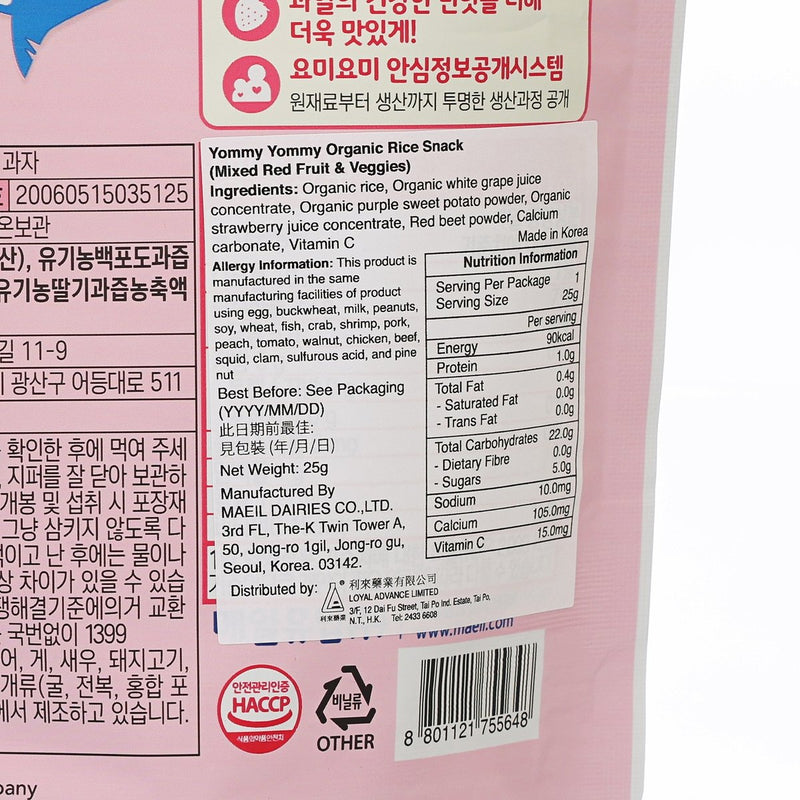 더욱 맛있게!
요미요미 안심정보공개시스템
원재료부터 생산까지 투명한 생산과정 공개
과자
20060515035125
온보관
산), 유기농백포도과즙
유기농딸기과즙농축액
길 11-9
광산구 어등대로 511
확인한 후에 먹여 주세
지퍼를 잘 닫아 보관하
개봉 및 섭취 시 포장재
그냥 삼키지 않도록 다
먹이고 난 후에는 물이나
상 차이가 있을 수 있습
쟁해결기준에의거 교환
국번없이 1399
어, 게, 새우, 돼지고기,
개류(굴, 전복, 홍합 포
에서 제조하고 있습니다.
pany
Yommy Yommy Organic Rice Snack
(Mixed Red Fruit & Veggies)
Ingredients: Organic rice, Organic white grape juice
concentrate, Organic purple sweet potato powder, Organic
strawberry juice concentrate, Red beet powder, Calcium
carbonate, Vitamin C
Made in Korea
Allergy Information: This product is
manufactured in the same
manufacturing facilities of product
using egg, buckwheat, milk, peanuts,
soy, wheat, fish, crab, shrimp, pork,
peach, tomato, walnut, chicken, beef,
squid, clam, sulfurous acid, and pine
nut
Best Before: See Packaging
(YYYY/MM/DD)
此日期前最佳:
見包裝 (年/月/日)
Net Weight: 25g
Manufactured By
MAEIL DAIRIES CO.,LTD.
3rd FL, The-K Twin Tower A,
50, Jong-ro 1gil, Jong-ro gu,
Seoul, Korea. 03142.
Nutrition Information
Serving Per Package 1
Serving Size 25g
Per serving
Energy 90kcal
Protein 1.0g
Total Fat 0.4g
- Saturated Fat 0.0g
- Trans Fat 0.0g
Total Carbohydrates 22.0g
- Dietary Fibre 0.0g
- Sugars 5.0g
Sodium 10.0mg
Calcium 105.0mg
Vitamin C 15.0mg
Distributed by:
利來藥業
利來藥業有限公司
LOYAL ADVANCE LIMITED
3/F, 12 Dai Fu Street, Tai Po Ind. Estate, Tai Po,
N.T., H.K. Tel: 2433 6608
www.maeil.com
안전관리인증
HACCP
식품의약품안전처
비닐류
OTHER
8 801121 755648